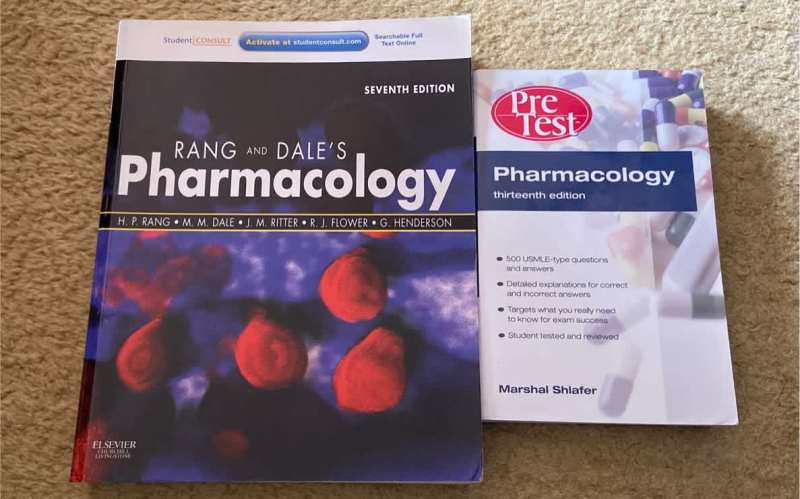 Student CONSULT
Activate at studentconsult.com
Searchable Full
Text Online
SEVENTH EDITION
RANG AND DALE'S
Pharmacology
H. P. RANG • M. M. DALE • J. M. RITTER • R. J. FLOWER • G. HENDERSON
ELSEVIER
CHURCHILL
LIVINGSTONE
Pre
Test
Pharmacology
thirteenth edition
• 500 USMLE-type questions
and answers
• Detailed explanations for correct
and incorrect answers
• Targets what you really need
to know for exam success
• Student tested and reviewed
Marshal Shlafer